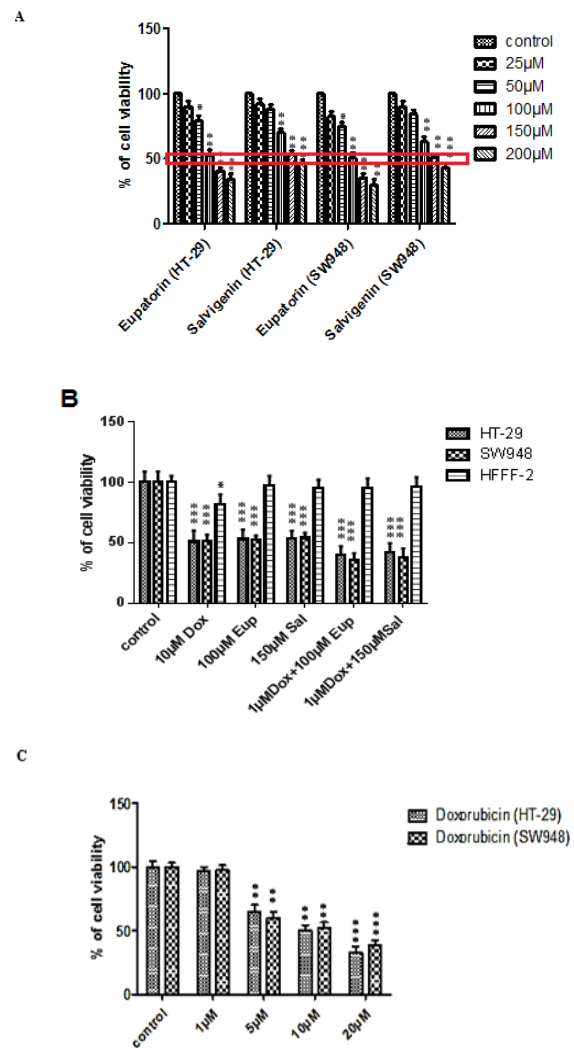 A
150
100
50
0
% of cell viability
control
25µM
50µM
100µM
150µM
200µM
Eupatorin (HT-29)
Salvigenin (HT-29)
Eupatorin (SW948)
Salvigenin (SW948)
B
150
100
50
0
% of cell viability
HT-29
SW948
HFFF-2
control
10µM Dox
100µM Eup
150µM Sal
1µMDox+100µM Eup
1µMDox+150µMSal
C
150
100
50
0
% of cell viability
Doxorubicin (HT-29)
Doxorubicin (SW948)
control
1µM
5µM
10µM
20µM